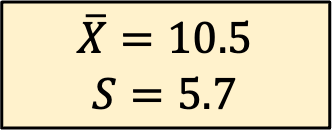 X̄ = 10.5
S = 5.7